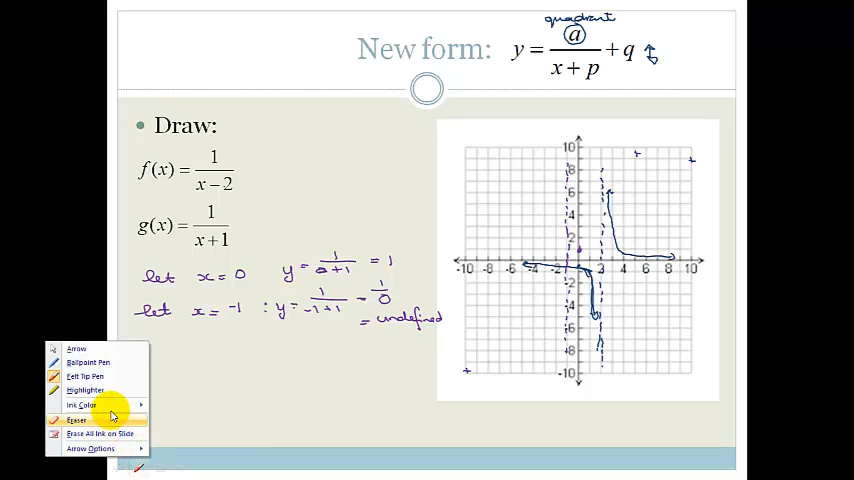 quadrant
New form: y = a / (x + p) + q
Draw:
f(x) = 1 / (x − 2)
g(x) = 1 / (x + 1)
let x = 0 y = 1 / (0+1) = 1
let x = -1 : y = 1 / (-1+1) = 1 / 0
= undefined
10
8
6
4
2
-10 -8 -6 -4 -2 2 4 6 8 10
-2
-4
-6
-8
-10
Arrow
Ballpoint Pen
Felt Tip Pen
Highlighter
Ink Color
Eraser
Erase All Ink on Slide
Arrow Options